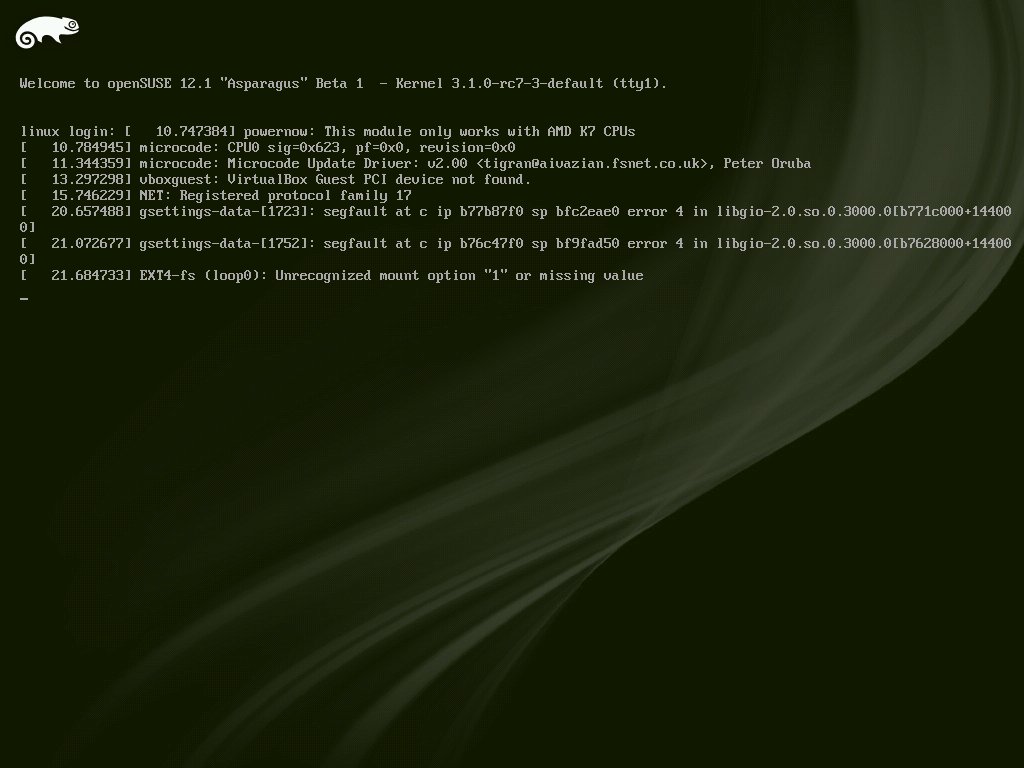 Welcome to openSUSE 12.1 "Asparagus" Beta 1  - Kernel 3.1.0-rc7-3-default (tty1).
linux login: [   10.747384] powernow: This module only works with AMD K7 CPUs
[   10.784945] microcode: CPU0 sig=0x623, pf=0x0, revision=0x0
[   11.344359] microcode: Microcode Update Driver: v2.00 <tigran@aivazian.fsnet.co.uk>, Peter Oruba
[   13.297298] vboxguest: VirtualBox Guest PCI device not found.
[   15.746229] NET: Registered protocol family 17
[   20.657488] gsettings-data-[1723]: segfault at c ip b77b87f0 sp bfc2eae0 error 4 in libgio-2.0.so.0.3000.0[b771c000+14400
0]
[   21.072677] gsettings-data-[1752]: segfault at c ip b76c47f0 sp bf9fad50 error 4 in libgio-2.0.so.0.3000.0[b7628000+14400
0]
[   21.684733] EXT4-fs (loop0): Unrecognized mount option "1" or missing value
_